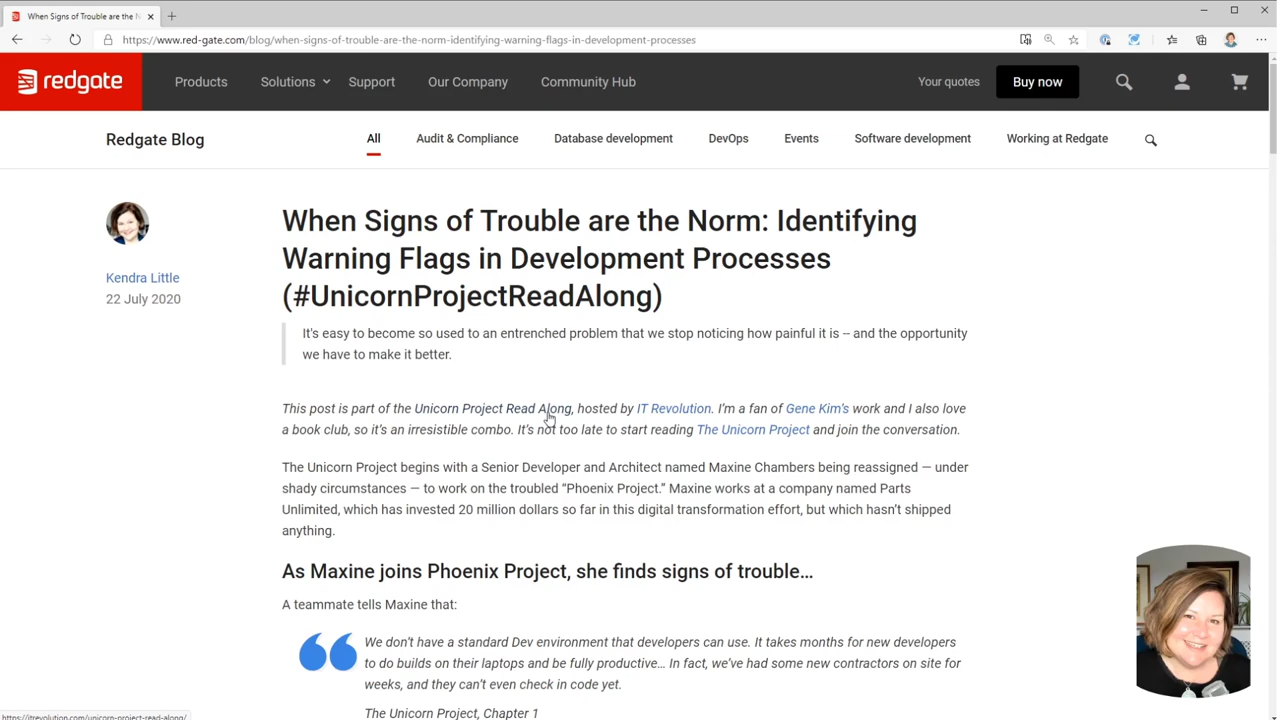 When Signs of Trouble are the N
https://www.red-gate.com/blog/when-signs-of-trouble-are-the-norm-identifying-warning-flags-in-development-processes
redgate
Products
Solutions
Support
Our Company
Community Hub
Your quotes
Buy now
Redgate Blog
All
Audit & Compliance
Database development
DevOps
Events
Software development
Working at Redgate
Kendra Little
22 July 2020
When Signs of Trouble are the Norm: Identifying
Warning Flags in Development Processes
(#UnicornProjectReadAlong)
It's easy to become so used to an entrenched problem that we stop noticing how painful it is -- and the opportunity
we have to make it better.
This post is part of the Unicorn Project Read Along, hosted by IT Revolution. I'm a fan of Gene Kim's work and I also love
a book club, so it's an irresistible combo. It's not too late to start reading The Unicorn Project and join the conversation.
The Unicorn Project begins with a Senior Developer and Architect named Maxine Chambers being reassigned — under
shady circumstances — to work on the troubled “Phoenix Project.” Maxine works at a company named Parts
Unlimited, which has invested 20 million dollars so far in this digital transformation effort, but which hasn't shipped
anything.
As Maxine joins Phoenix Project, she finds signs of trouble…
A teammate tells Maxine that:
We don't have a standard Dev environment that developers can use. It takes months for new developers
to do builds on their laptops and be fully productive… In fact, we've had some new contractors on site for
weeks, and they can't even check in code yet.
The Unicorn Project, Chapter 1
https://itrevolution.com/unicorn-project-read-along/